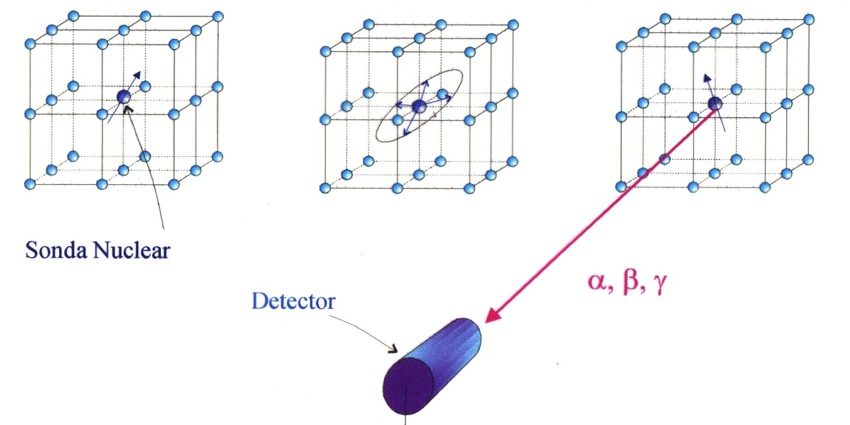 Sonda Nuclear
Detector
α, β, γ